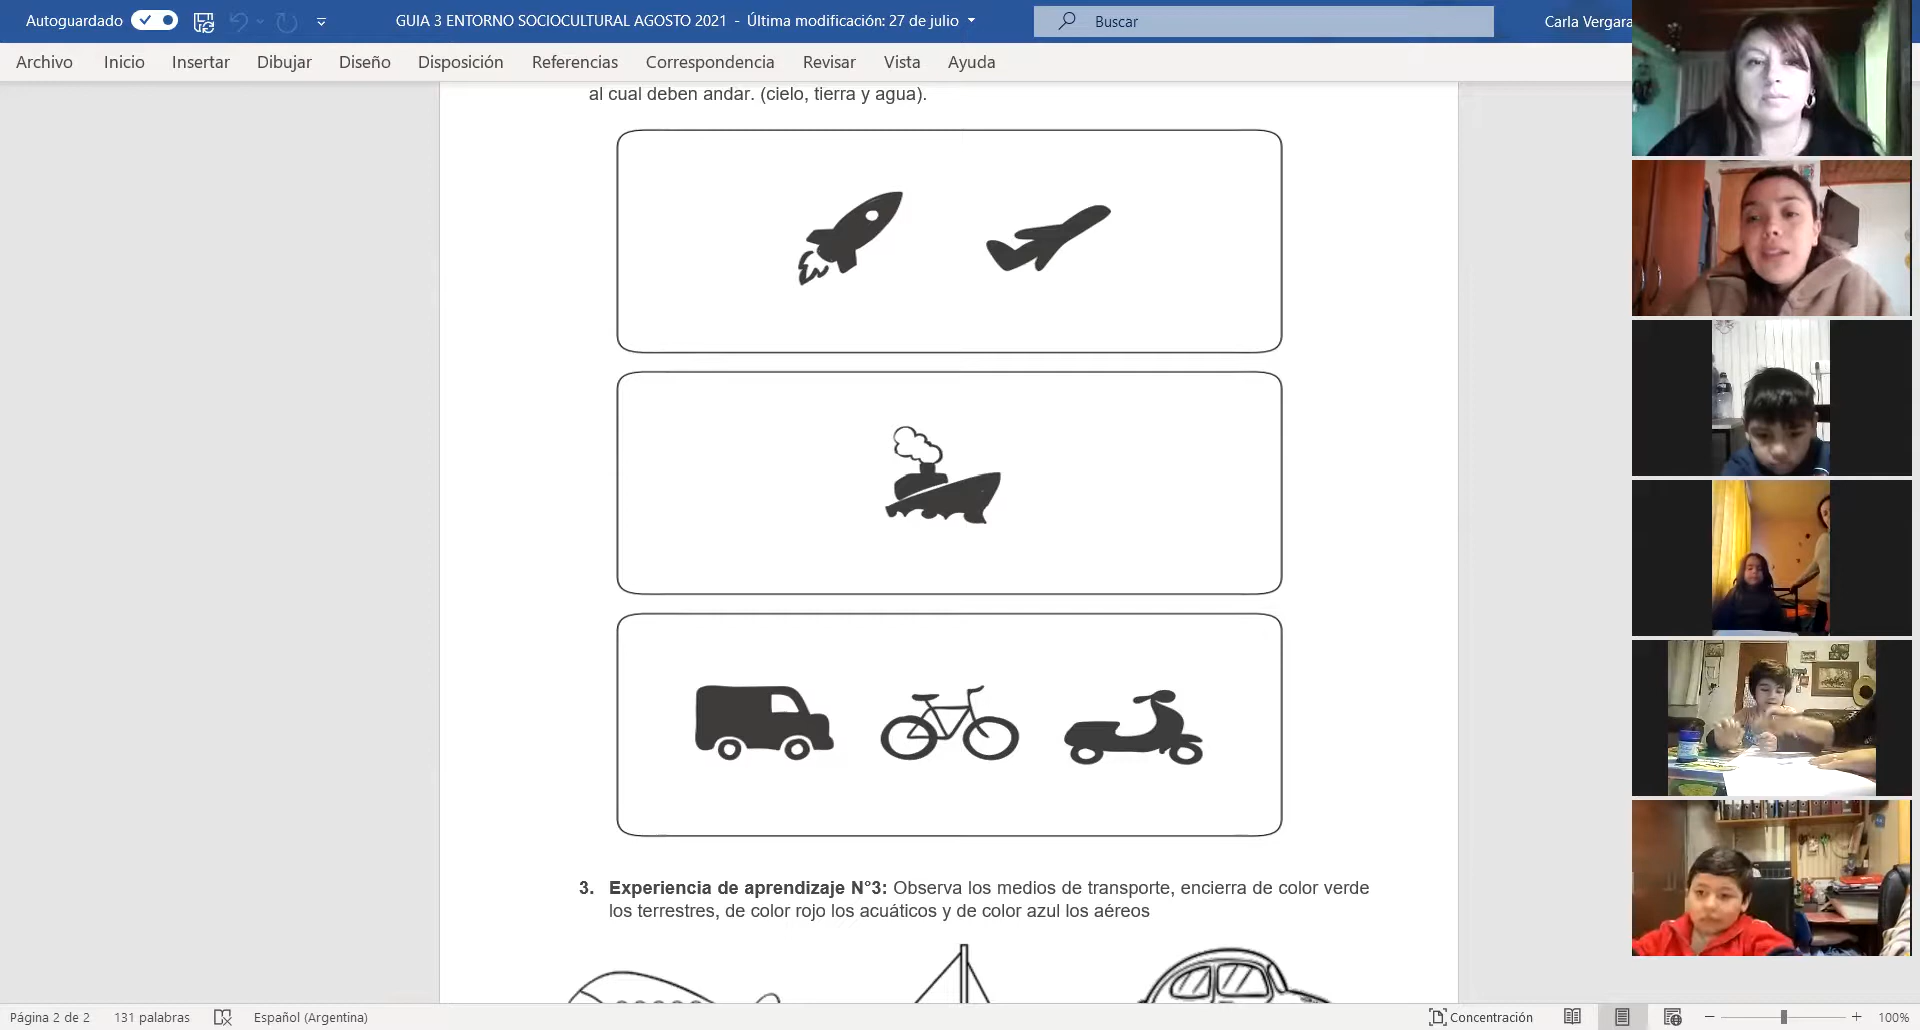 Autoguardado
GUIA 3 ENTORNO SOCIOCULTURAL AGOSTO 2021 - Última modificación: 27 de julio
Buscar
Carla Vergara
Archivo Inicio Insertar Dibujar Diseño Disposición Referencias Correspondencia Revisar Vista Ayuda
al cual deben andar. (cielo, tierra y agua).
3. Experiencia de aprendizaje N°3: Observa los medios de transporte, encierra de color verde
los terrestres, de color rojo los acuáticos y de color azul los aéreos
Página 2 de 2 131 palabras Español (Argentina) Concentración 100%